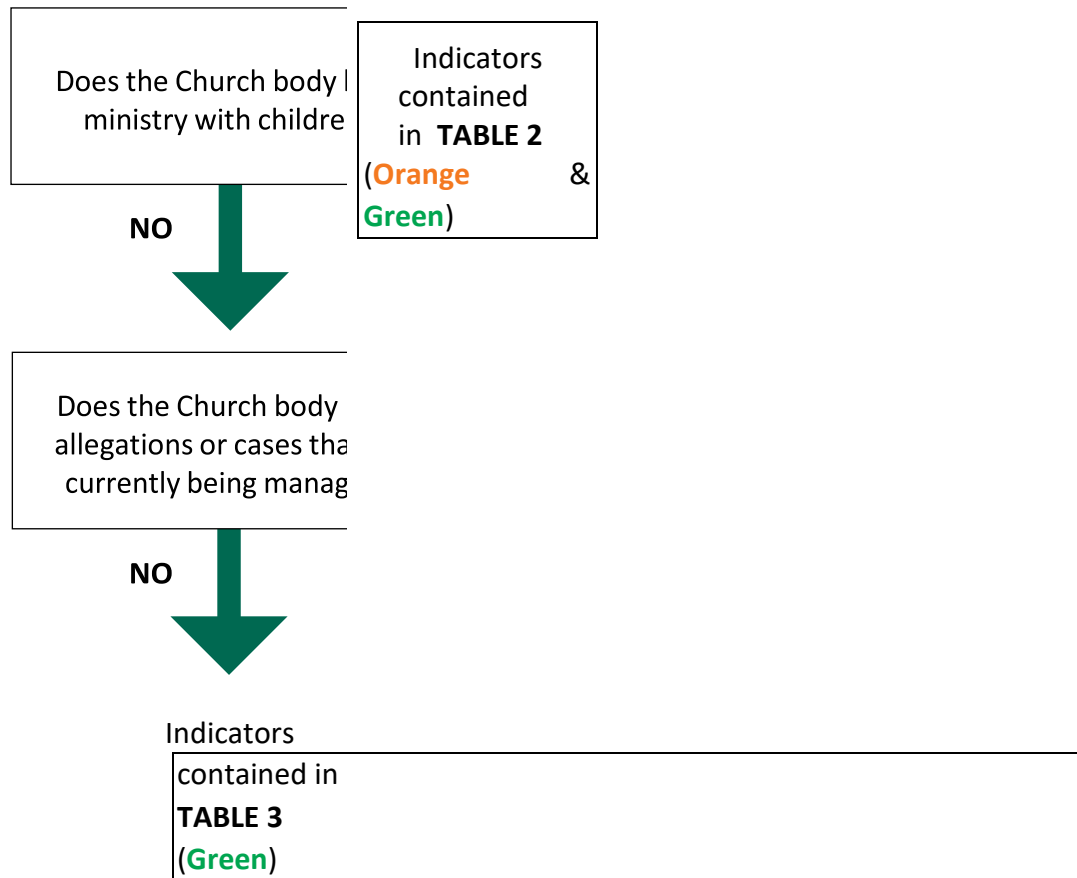 Does the Church body
ministry with childre
Indicators
contained
in TABLE 2
(Orange &
Green)
NO
Does the Church body
allegations or cases tha
currently being manag
NO
Indicators
contained in
TABLE 3
(Green)